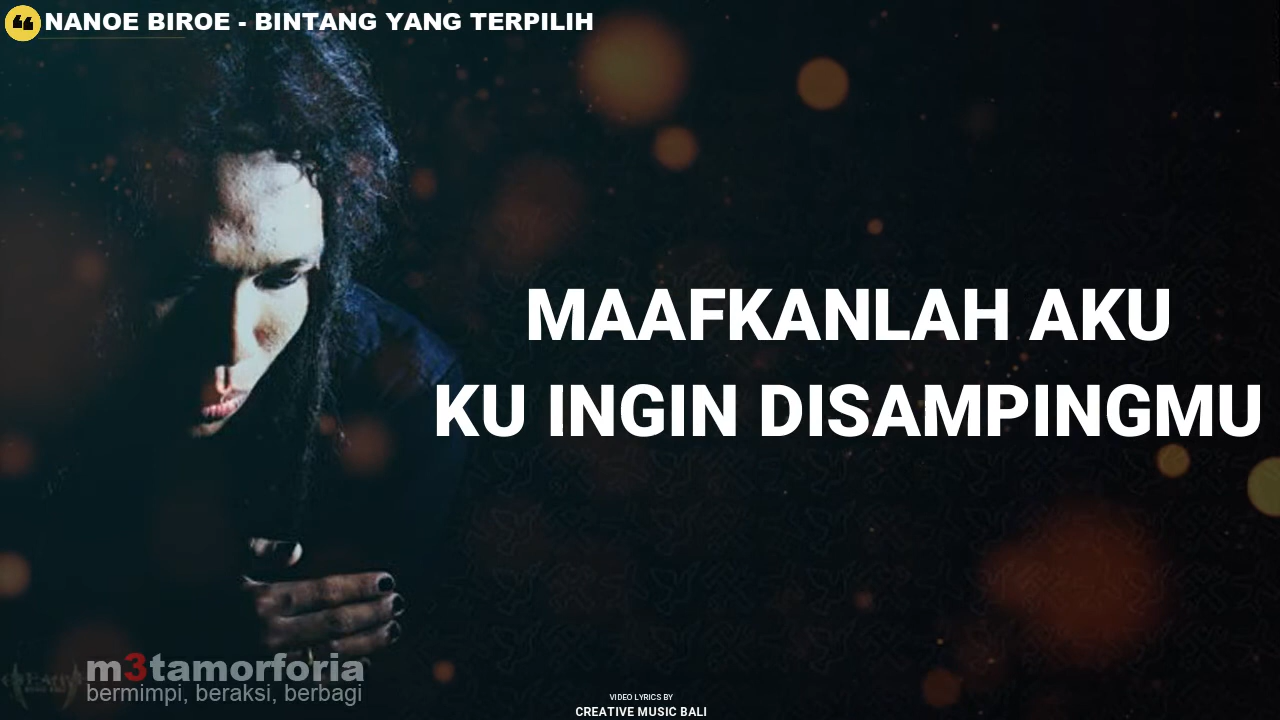 NANOE BIROE - BINTANG YANG TERPILIH
MAAFKANLAH AKU
KU INGIN DISAMPINGMU
m3tamorforia
bermimpi, beraksi, berbagi
VIDEO LYRICS BY
CREATIVE MUSIC BALI